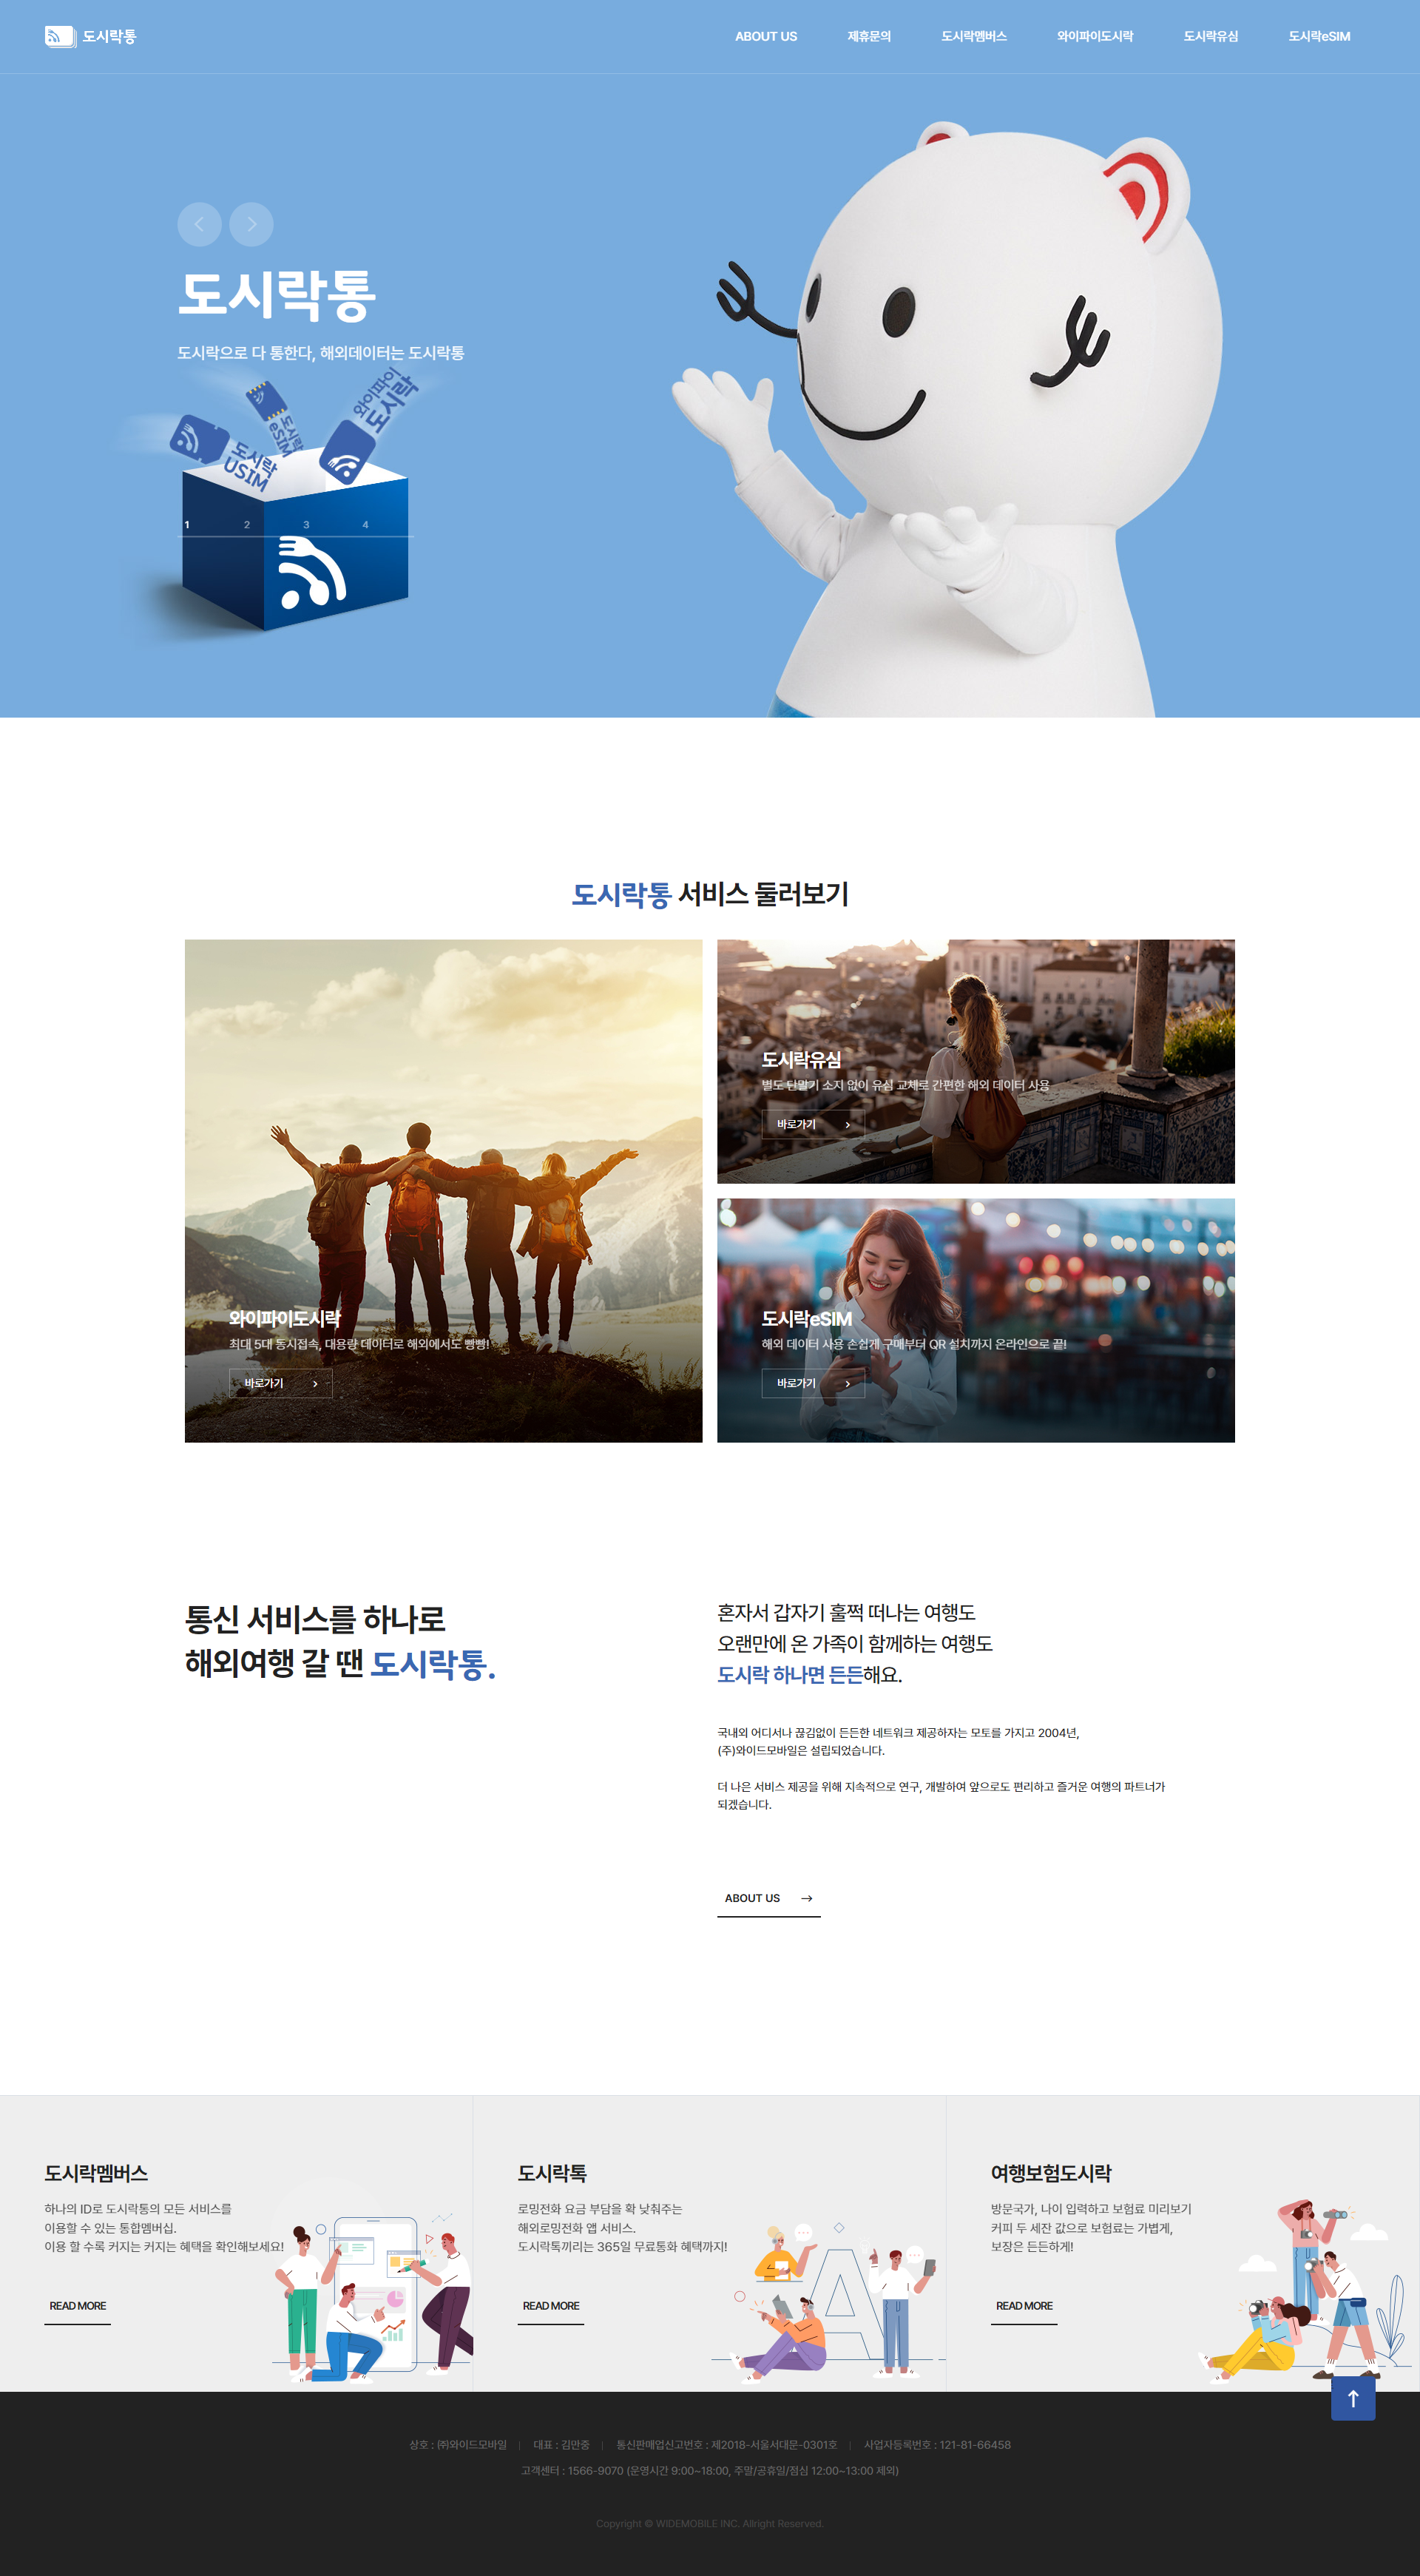 도시락통
ABOUT US
제휴문의
도시락멤버스
와이파이도시락
도시락유심
도시락eSIM
도시락통
도시락으로 다 통한다, 해외데이터는 도시락통
도시락
USIM
도시락
eSIM
와이파이
도시락
1 2 3 4
도시락통 서비스 둘러보기
와이파이도시락
최대 5대 동시접속, 대용량 데이터로 해외에서도 빵빵!
바로가기
도시락유심
별도 단말기 소지 없이 유심 교체로 간편한 해외 데이터 사용
바로가기
도시락eSIM
해외 데이터 사용 손쉽게 구매부터 QR 설치까지 온라인으로 끝!
바로가기
통신 서비스를 하나로
해외여행 갈 땐 도시락통.
혼자서 갑자기 훌쩍 떠나는 여행도
오랜만에 온 가족이 함께하는 여행도
도시락 하나면 든든해요.
국내외 어디서나 끊김없이 든든한 네트워크 제공하자는 모토를 가지고 2004년,
(주)와이드모바일은 설립되었습니다.
더 나은 서비스 제공을 위해 지속적으로 연구, 개발하여 앞으로도 편리하고 즐거운 여행의 파트너가
되겠습니다.
ABOUT US
도시락멤버스
하나의 ID로 도시락통의 모든 서비스를
이용할 수 있는 통합멤버십.
이용 할 수록 커지는 커지는 혜택을 확인해보세요!
READ MORE
도시락톡
로밍전화 요금 부담을 확 낮춰주는
해외로밍전화 앱 서비스.
도시락톡끼리는 365일 무료통화 혜택까지!
READ MORE
여행보험도시락
방문국가, 나이 입력하고 보험료 미리보기
커피 두 세잔 값으로 보험료는 가볍게,
보장은 든든하게!
READ MORE
상호 : ㈜와이드모바일 | 대표 : 김만중 | 통신판매업신고번호 : 제2018-서울서대문-0301호 | 사업자등록번호 : 121-81-66458
고객센터 : 1566-9070 (운영시간 9:00~18:00, 주말/공휴일/점심 12:00~13:00 제외)
Copyright © WIDEMOBILE INC. Allright Reserved.